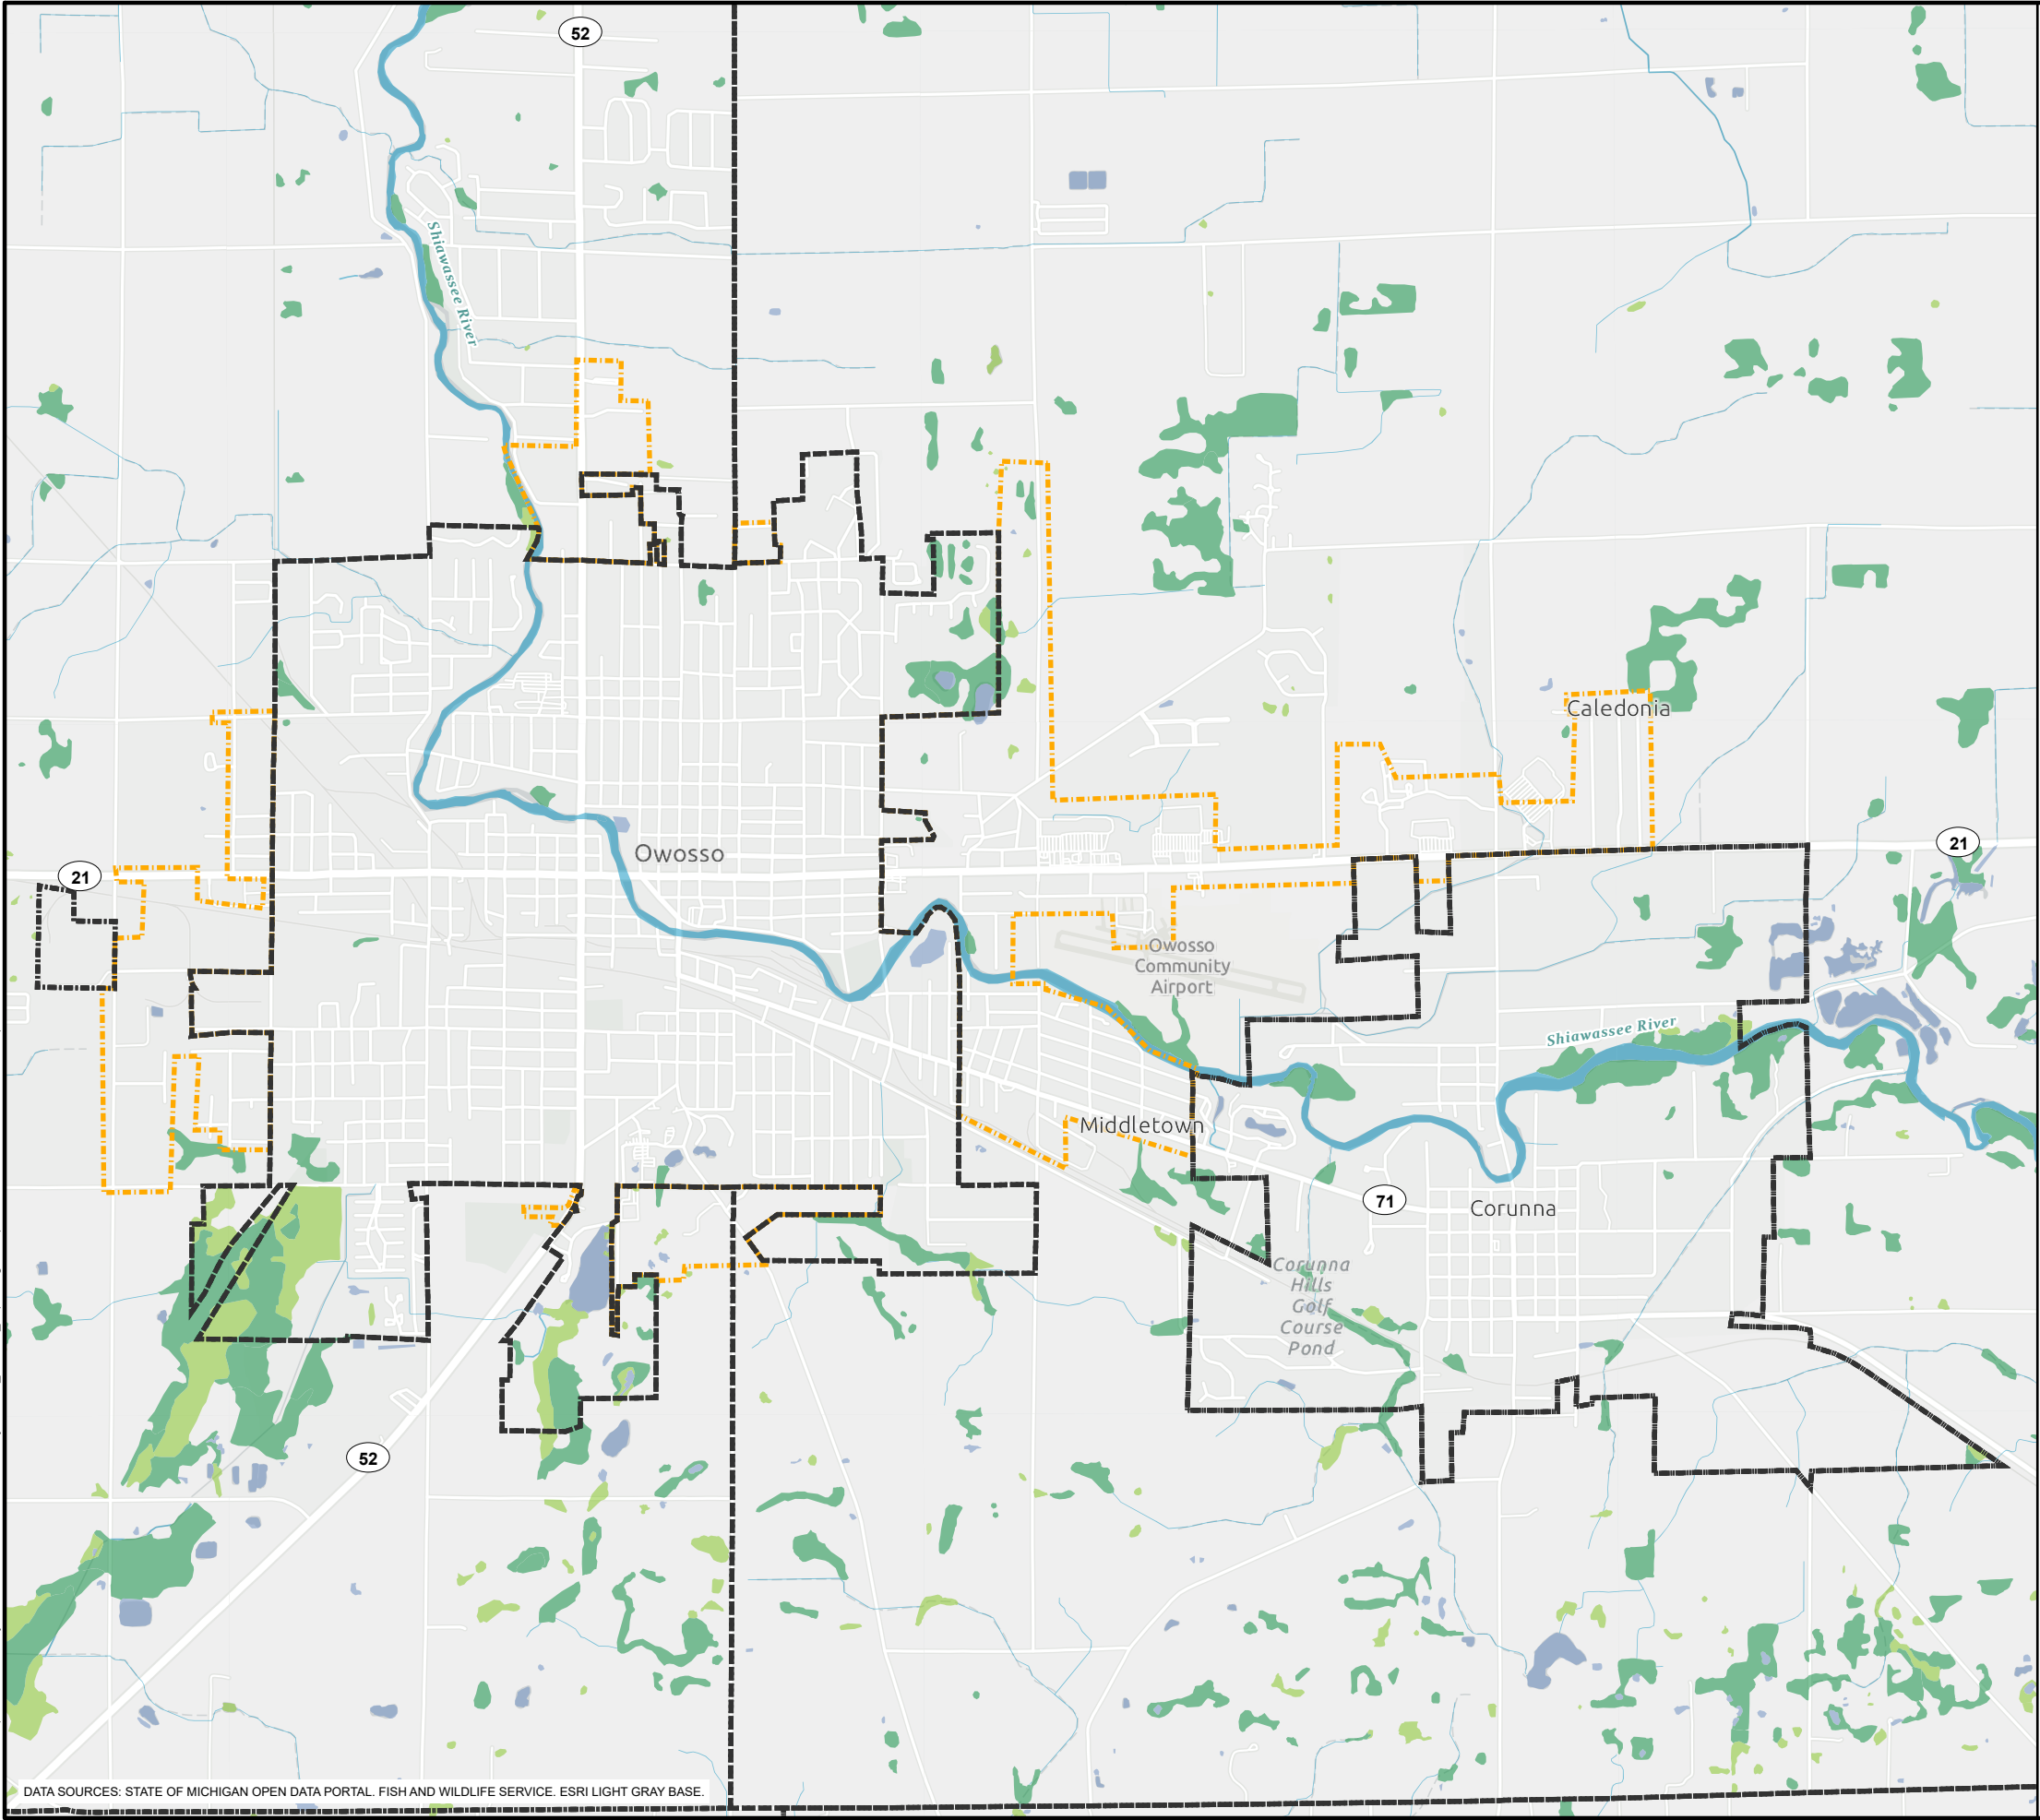 52
Shiawassee River
Caledonia
21
Owosso
21
Owosso
Community
Airport
Shiawassee River
Middletown
71
Corunna
Corunna
Hills
Golf
Course
Pond
52
DATA SOURCES: STATE OF MICHIGAN OPEN DATA PORTAL. FISH AND WILDLIFE SERVICE. ESRI LIGHT GRAY BASE.